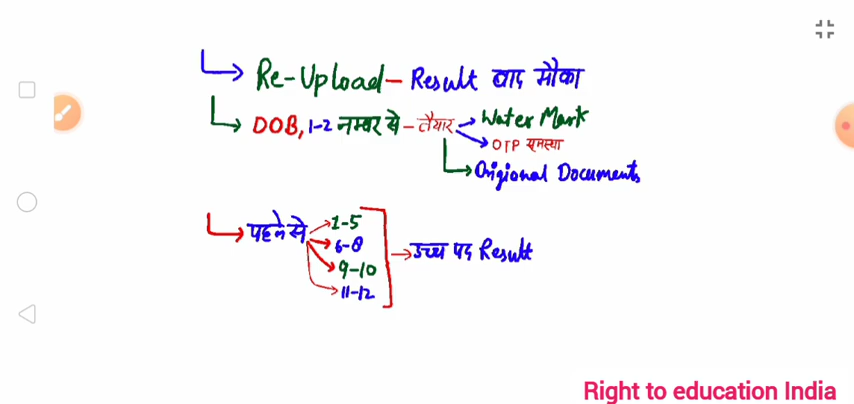 Re-Upload - Result बाद मौका
DOB, 1-2 नम्बर से - तैयार
Water Mark
OTP समस्या
Origional Documents
पहले से
1-5
6-8
9-10
11-12
उच्च पद Result
Right to education India